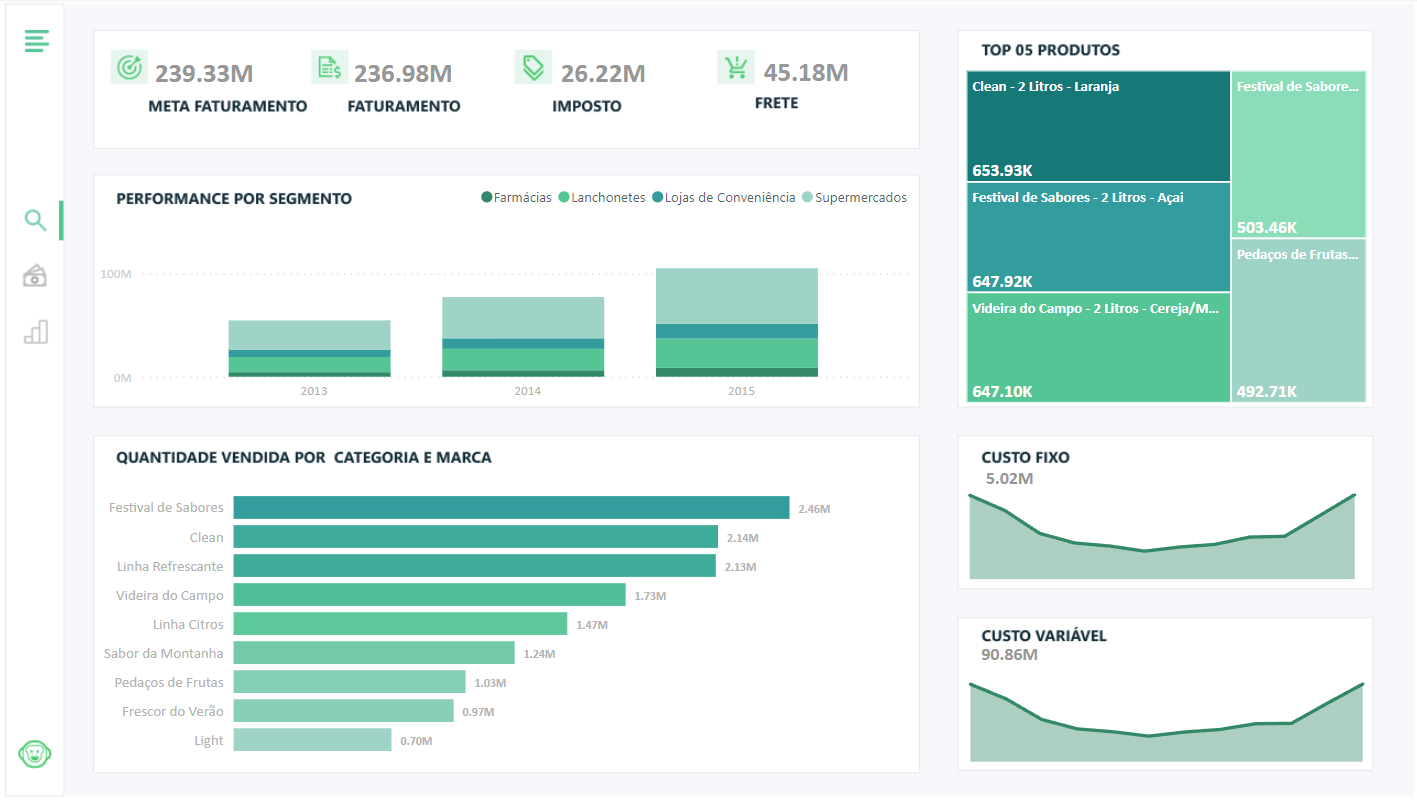 239.33M
META FATURAMENTO
236.98M
FATURAMENTO
26.22M
IMPOSTO
45.18M
FRETE
PERFORMANCE POR SEGMENTO
Farmácias Lanchonetes Lojas de Conveniência Supermercados
100M
0M
2013 2014 2015
QUANTIDADE VENDIDA POR CATEGORIA E MARCA
Festival de Sabores 2.46M
Clean 2.14M
Linha Refrescante 2.13M
Videira do Campo 1.73M
Linha Citros 1.47M
Sabor da Montanha 1.24M
Pedaços de Frutas 1.03M
Frescor do Verão 0.97M
Light 0.70M
TOP 05 PRODUTOS
Clean - 2 Litros - Laranja
653.93K
Festival de Sabores - 2 Litros - Açai
647.92K
Videira do Campo - 2 Litros - Cereja/M...
647.10K
Festival de Sabore...
503.46K
Pedaços de Frutas...
492.71K
CUSTO FIXO
5.02M
CUSTO VARIÁVEL
90.86M